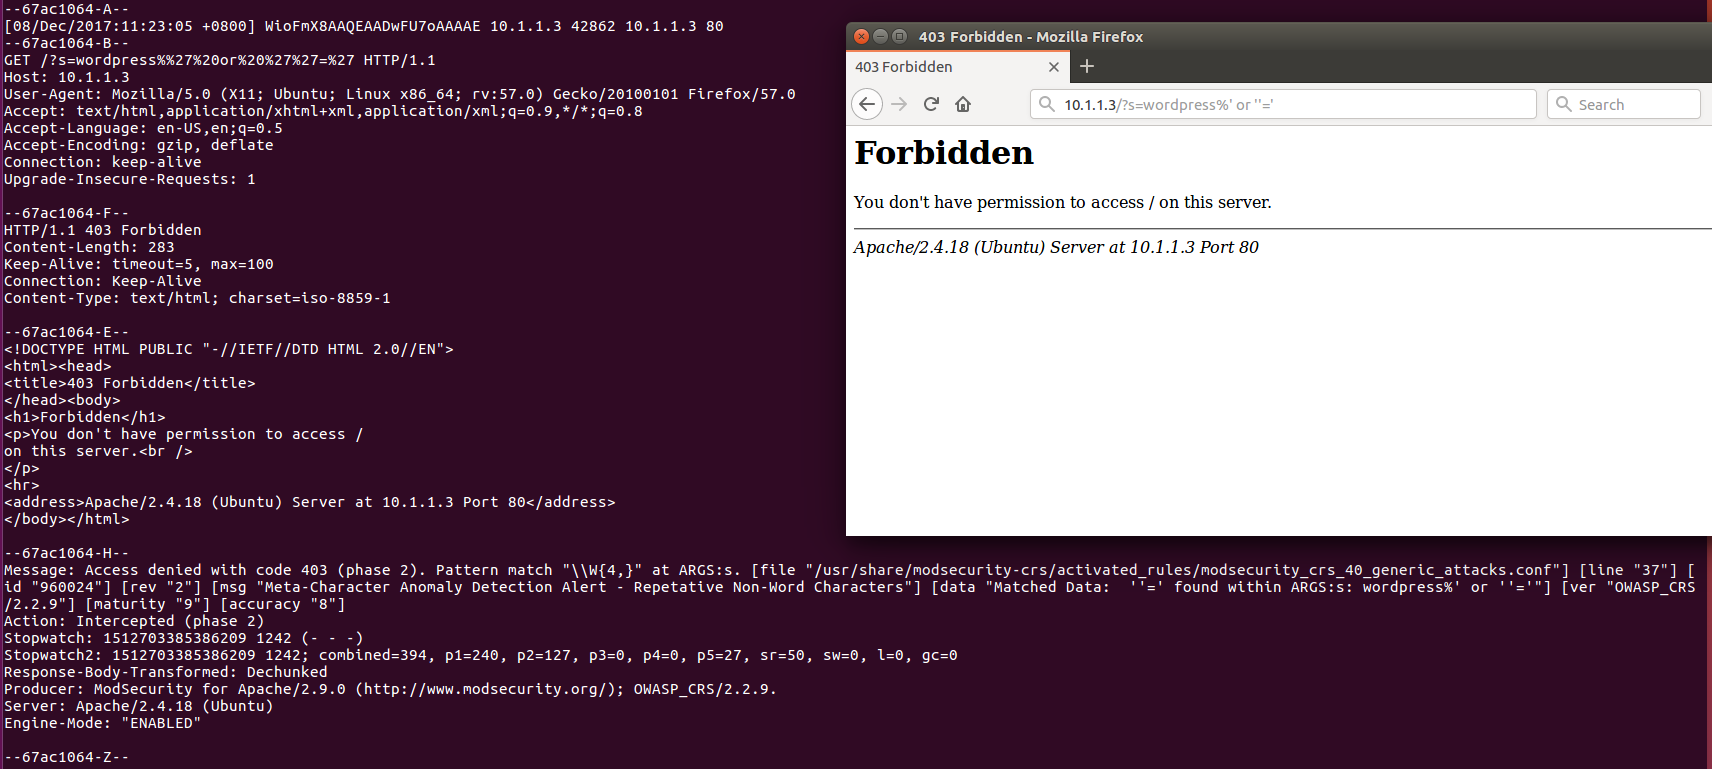 --67ac1064-A--
[08/Dec/2017:11:23:05 +0800] WioFmX8AAQEAADwFU7oAAAAE 10.1.1.3 42862 10.1.1.3 80
--67ac1064-B--
GET /?s=wordpress%%27%20or%20%27%27=%27 HTTP/1.1
Host: 10.1.1.3
User-Agent: Mozilla/5.0 (X11; Ubuntu; Linux x86_64; rv:57.0) Gecko/20100101 Firefox/57.0
Accept: text/html,application/xhtml+xml,application/xml;q=0.9,*/*;q=0.8
Accept-Language: en-US,en;q=0.5
Accept-Encoding: gzip, deflate
Connection: keep-alive
Upgrade-Insecure-Requests: 1
--67ac1064-F--
HTTP/1.1 403 Forbidden
Content-Length: 283
Keep-Alive: timeout=5, max=100
Connection: Keep-Alive
Content-Type: text/html; charset=iso-8859-1
--67ac1064-E--
<!DOCTYPE HTML PUBLIC "-//IETF//DTD HTML 2.0//EN">
<html><head>
<title>403 Forbidden</title>
</head><body>
<h1>Forbidden</h1>
<p>You don't have permission to access /
on this server.<br />
</p>
<hr>
<address>Apache/2.4.18 (Ubuntu) Server at 10.1.1.3 Port 80</address>
</body></html>
--67ac1064-H--
Message: Access denied with code 403 (phase 2). Pattern match "\\W{4,}" at ARGS:s. [file "/usr/share/modsecurity-crs/activated_rules/modsecurity_crs_40_generic_attacks.conf"] [line "37"] [
id "960024"] [rev "2"] [msg "Meta-Character Anomaly Detection Alert - Repetative Non-Word Characters"] [data "Matched Data:  ''=' found within ARGS:s: wordpress%' or ''='"] [ver "OWASP_CRS
/2.2.9"] [maturity "9"] [accuracy "8"]
Action: Intercepted (phase 2)
Stopwatch: 1512703385386209 1242 (- - -)
Stopwatch2: 1512703385386209 1242; combined=394, p1=240, p2=127, p3=0, p4=0, p5=27, sr=50, sw=0, l=0, gc=0
Response-Body-Transformed: Dechunked
Producer: ModSecurity for Apache/2.9.0 (http://www.modsecurity.org/); OWASP_CRS/2.2.9.
Server: Apache/2.4.18 (Ubuntu)
Engine-Mode: "ENABLED"
--67ac1064-Z--
403 Forbidden - Mozilla Firefox
403 Forbidden
10.1.1.3/?s=wordpress%' or ''='
Search
Forbidden
You don't have permission to access / on this server.
Apache/2.4.18 (Ubuntu) Server at 10.1.1.3 Port 80